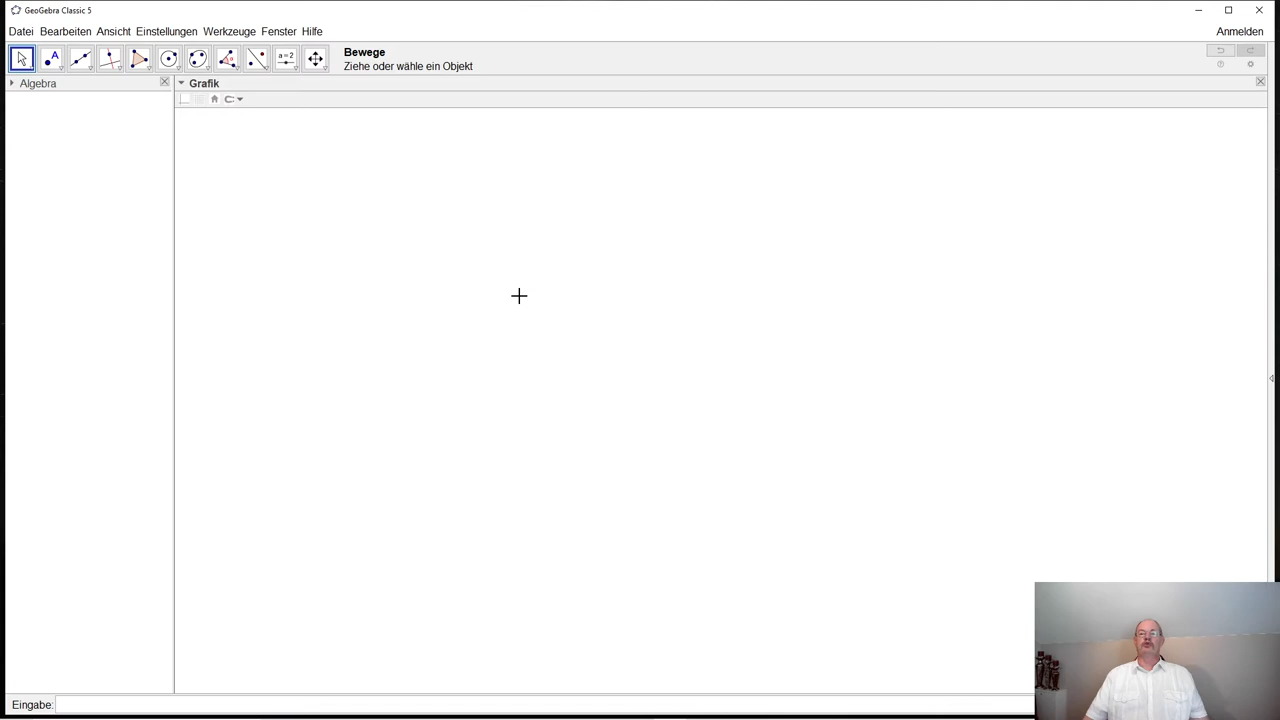 GeoGebra Classic 5
Datei Bearbeiten Ansicht Einstellungen Werkzeuge Fenster Hilfe
Anmelden
A
a=2
Bewege
Ziehe oder wähle ein Objekt
Algebra
Grafik
Eingabe: